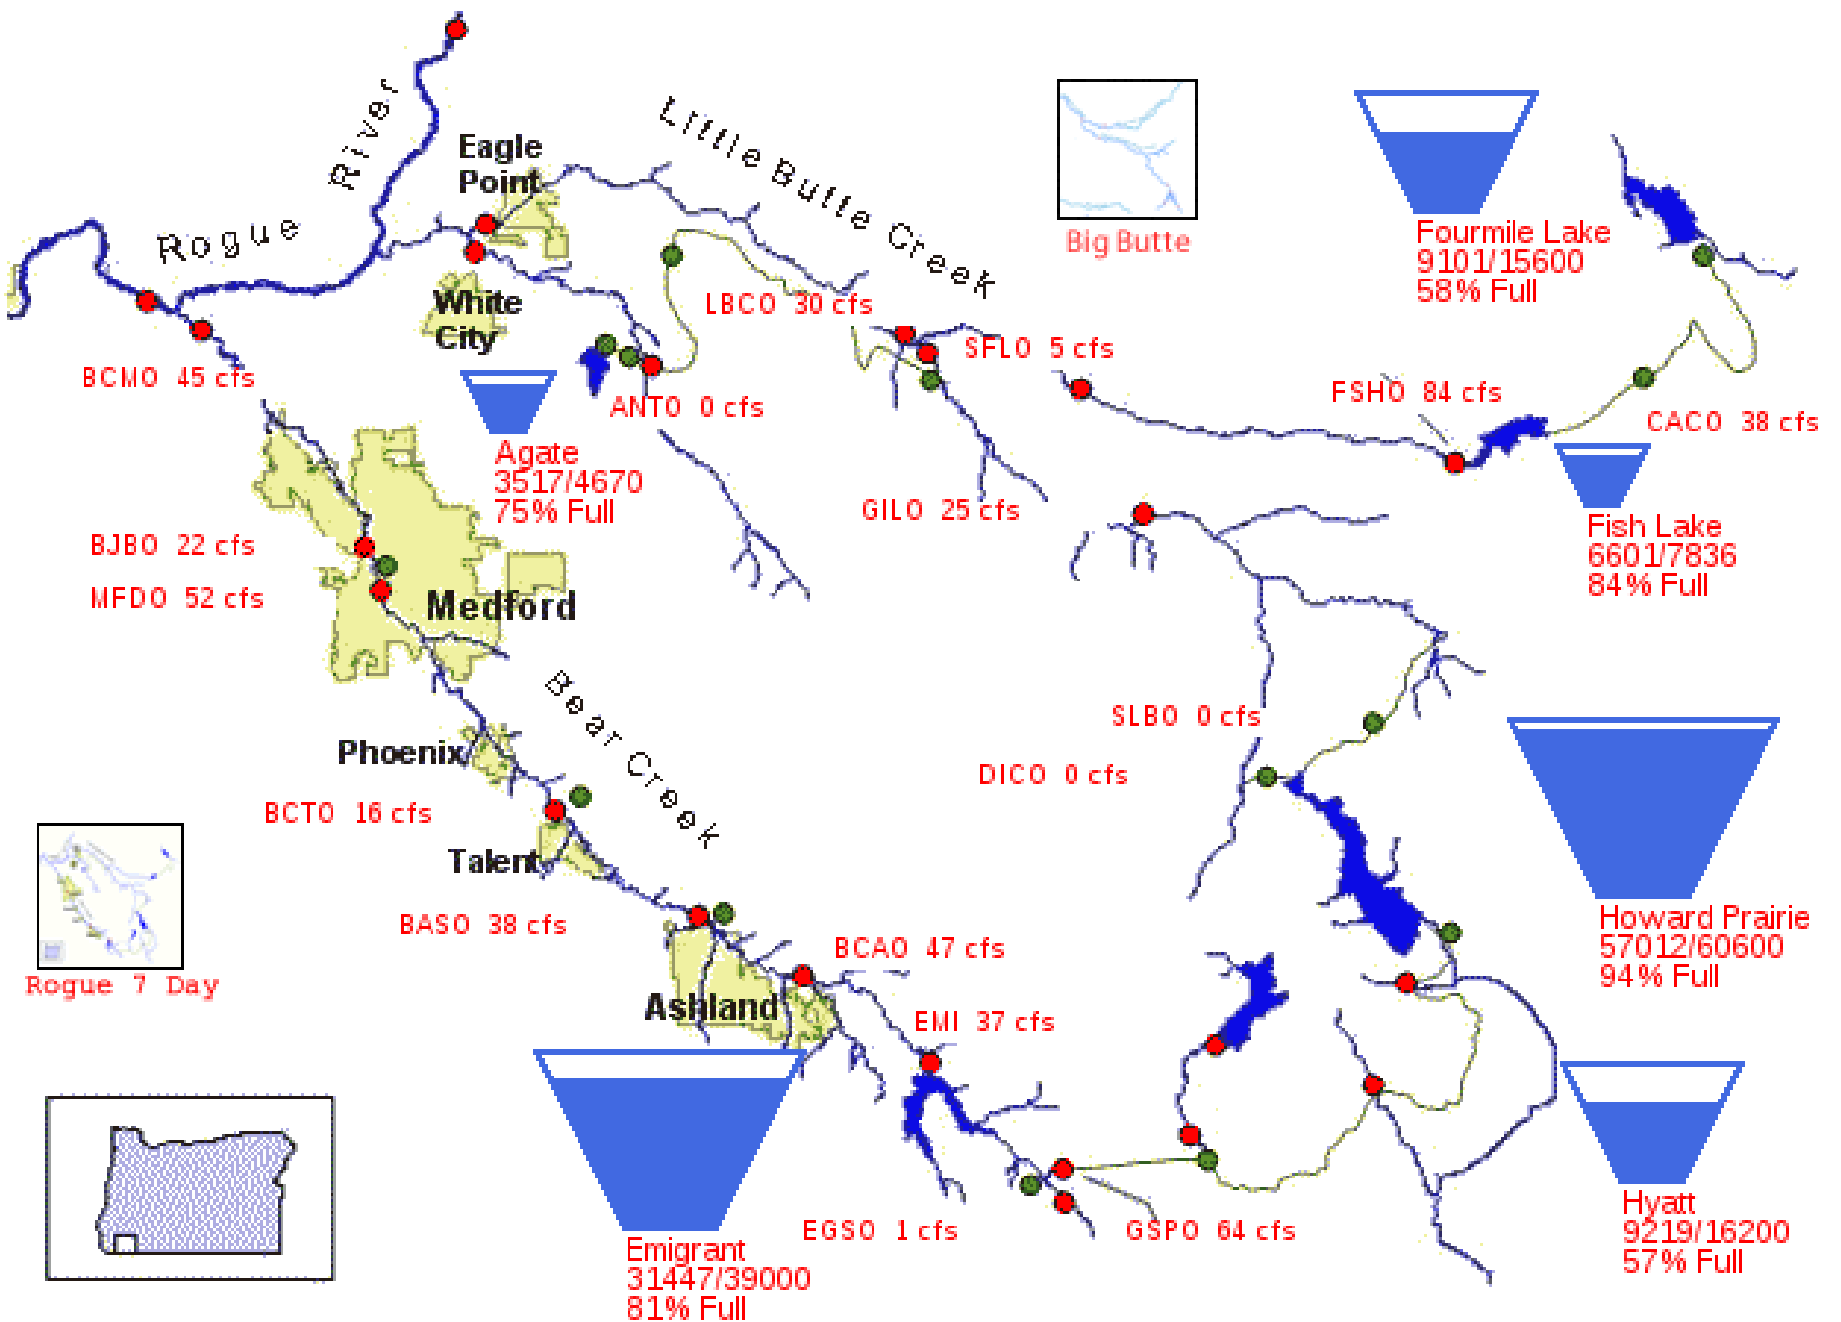 Rogue River
Eagle
Point
Little Butte Creek
Big Butte
Fourmile Lake
9101/15600
58% Full
White
City
LBCO 30 cfs
SFLO 5 cfs
BCMO 45 cfs
ANTO 0 cfs
FSHO 84 cfs
CACO 38 cfs
Agate
3517/4670
75% Full
GILO 25 cfs
Fish Lake
6601/7836
84% Full
BJBO 22 cfs
MFDO 52 cfs
Medford
Bear Creek
SLBO 0 cfs
DICO 0 cfs
Phoenix
BCTO 16 cfs
Talent
Howard Prairie
57012/60600
94% Full
BASO 38 cfs
BCAO 47 cfs
Rogue 7 Day
Ashland
EMI 37 cfs
EGSO 1 cfs
GSPO 64 cfs
Hyatt
9219/16200
57% Full
Emigrant
31447/39000
81% Full